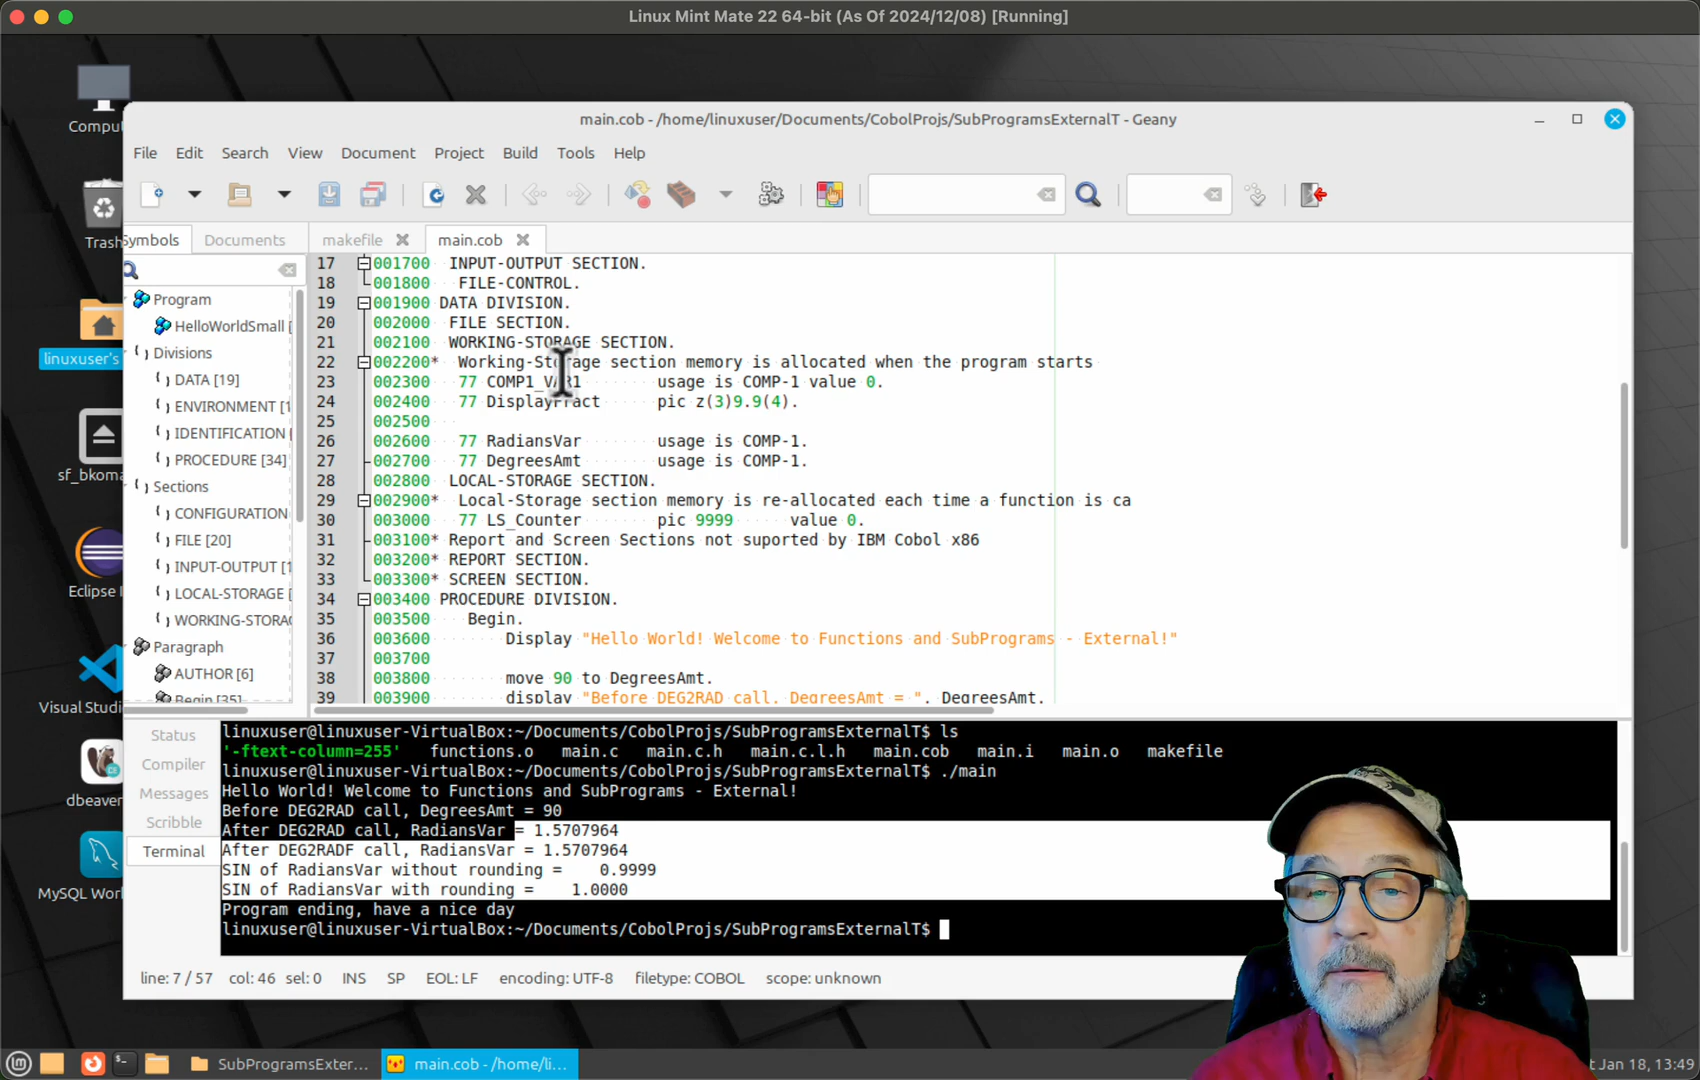 Linux Mint Mate 22 64-bit (As Of 2024/12/08) [Running]
main.cob - /home/linuxuser/Documents/CobolProjs/SubProgramsExternalT - Geany
File Edit Search View Document Project Build Tools Help
Symbols Documents makefile main.cob
Comput
Trash
linuxuser's
sf_bkoma
Eclipse I
Visual Studi
dbeaver
MySQL Wor
Program
HelloWorldSmall [
Divisions
DATA [19]
ENVIRONMENT [1
IDENTIFICATION [
PROCEDURE [34]
Sections
CONFIGURATION
FILE [20]
INPUT-OUTPUT [1
LOCAL-STORAGE [
WORKING-STORA
Paragraph
AUTHOR [6]
Begin [35]
17 001700 INPUT-OUTPUT SECTION.
18 001800 FILE-CONTROL.
19 001900 DATA DIVISION.
20 002000 FILE SECTION.
21 002100 WORKING-STORAGE SECTION.
22 002200* Working-Storage section memory is allocated when the program starts
23 002300 77 COMP1_VAR1 usage is COMP-1 value 0.
24 002400 77 DisplayFract pic z(3)9.9(4).
25 002500
26 002600 77 RadiansVar usage is COMP-1.
27 002700 77 DegreesAmt usage is COMP-1.
28 002800 LOCAL-STORAGE SECTION.
29 002900* Local-Storage section memory is re-allocated each time a function is ca
30 003000 77 LS_Counter pic 9999 value 0.
31 003100* Report and Screen Sections not suported by IBM Cobol x86
32 003200* REPORT SECTION.
33 003300* SCREEN SECTION.
34 003400 PROCEDURE DIVISION.
35 003500 Begin.
36 003600 Display "Hello World! Welcome to Functions and SubPrograms - External!"
37 003700
38 003800 move 90 to DegreesAmt.
39 003900 display "Before DEG2RAD call, DegreesAmt = ", DegreesAmt.
Status
Compiler
Messages
Scribble
Terminal
linuxuser@linuxuser-VirtualBox:~/Documents/CobolProjs/SubProgramsExternalT$ ls
'-ftext-column=255' functions.o main.c main.c.h main.c.l.h main.cob main.i main.o makefile
linuxuser@linuxuser-VirtualBox:~/Documents/CobolProjs/SubProgramsExternalT$ ./main
Hello World! Welcome to Functions and SubPrograms - External!
Before DEG2RAD call, DegreesAmt = 90
After DEG2RAD call, RadiansVar = 1.5707964
After DEG2RADF call, RadiansVar = 1.5707964
SIN of RadiansVar without rounding = 0.9999
SIN of RadiansVar with rounding = 1.0000
Program ending, have a nice day
linuxuser@linuxuser-VirtualBox:~/Documents/CobolProjs/SubProgramsExternalT$
line: 7 / 57 col: 46 sel: 0 INS SP EOL: LF encoding: UTF-8 filetype: COBOL scope: unknown
SubProgramsExter... main.cob - /home/li... t Jan 18, 13:49